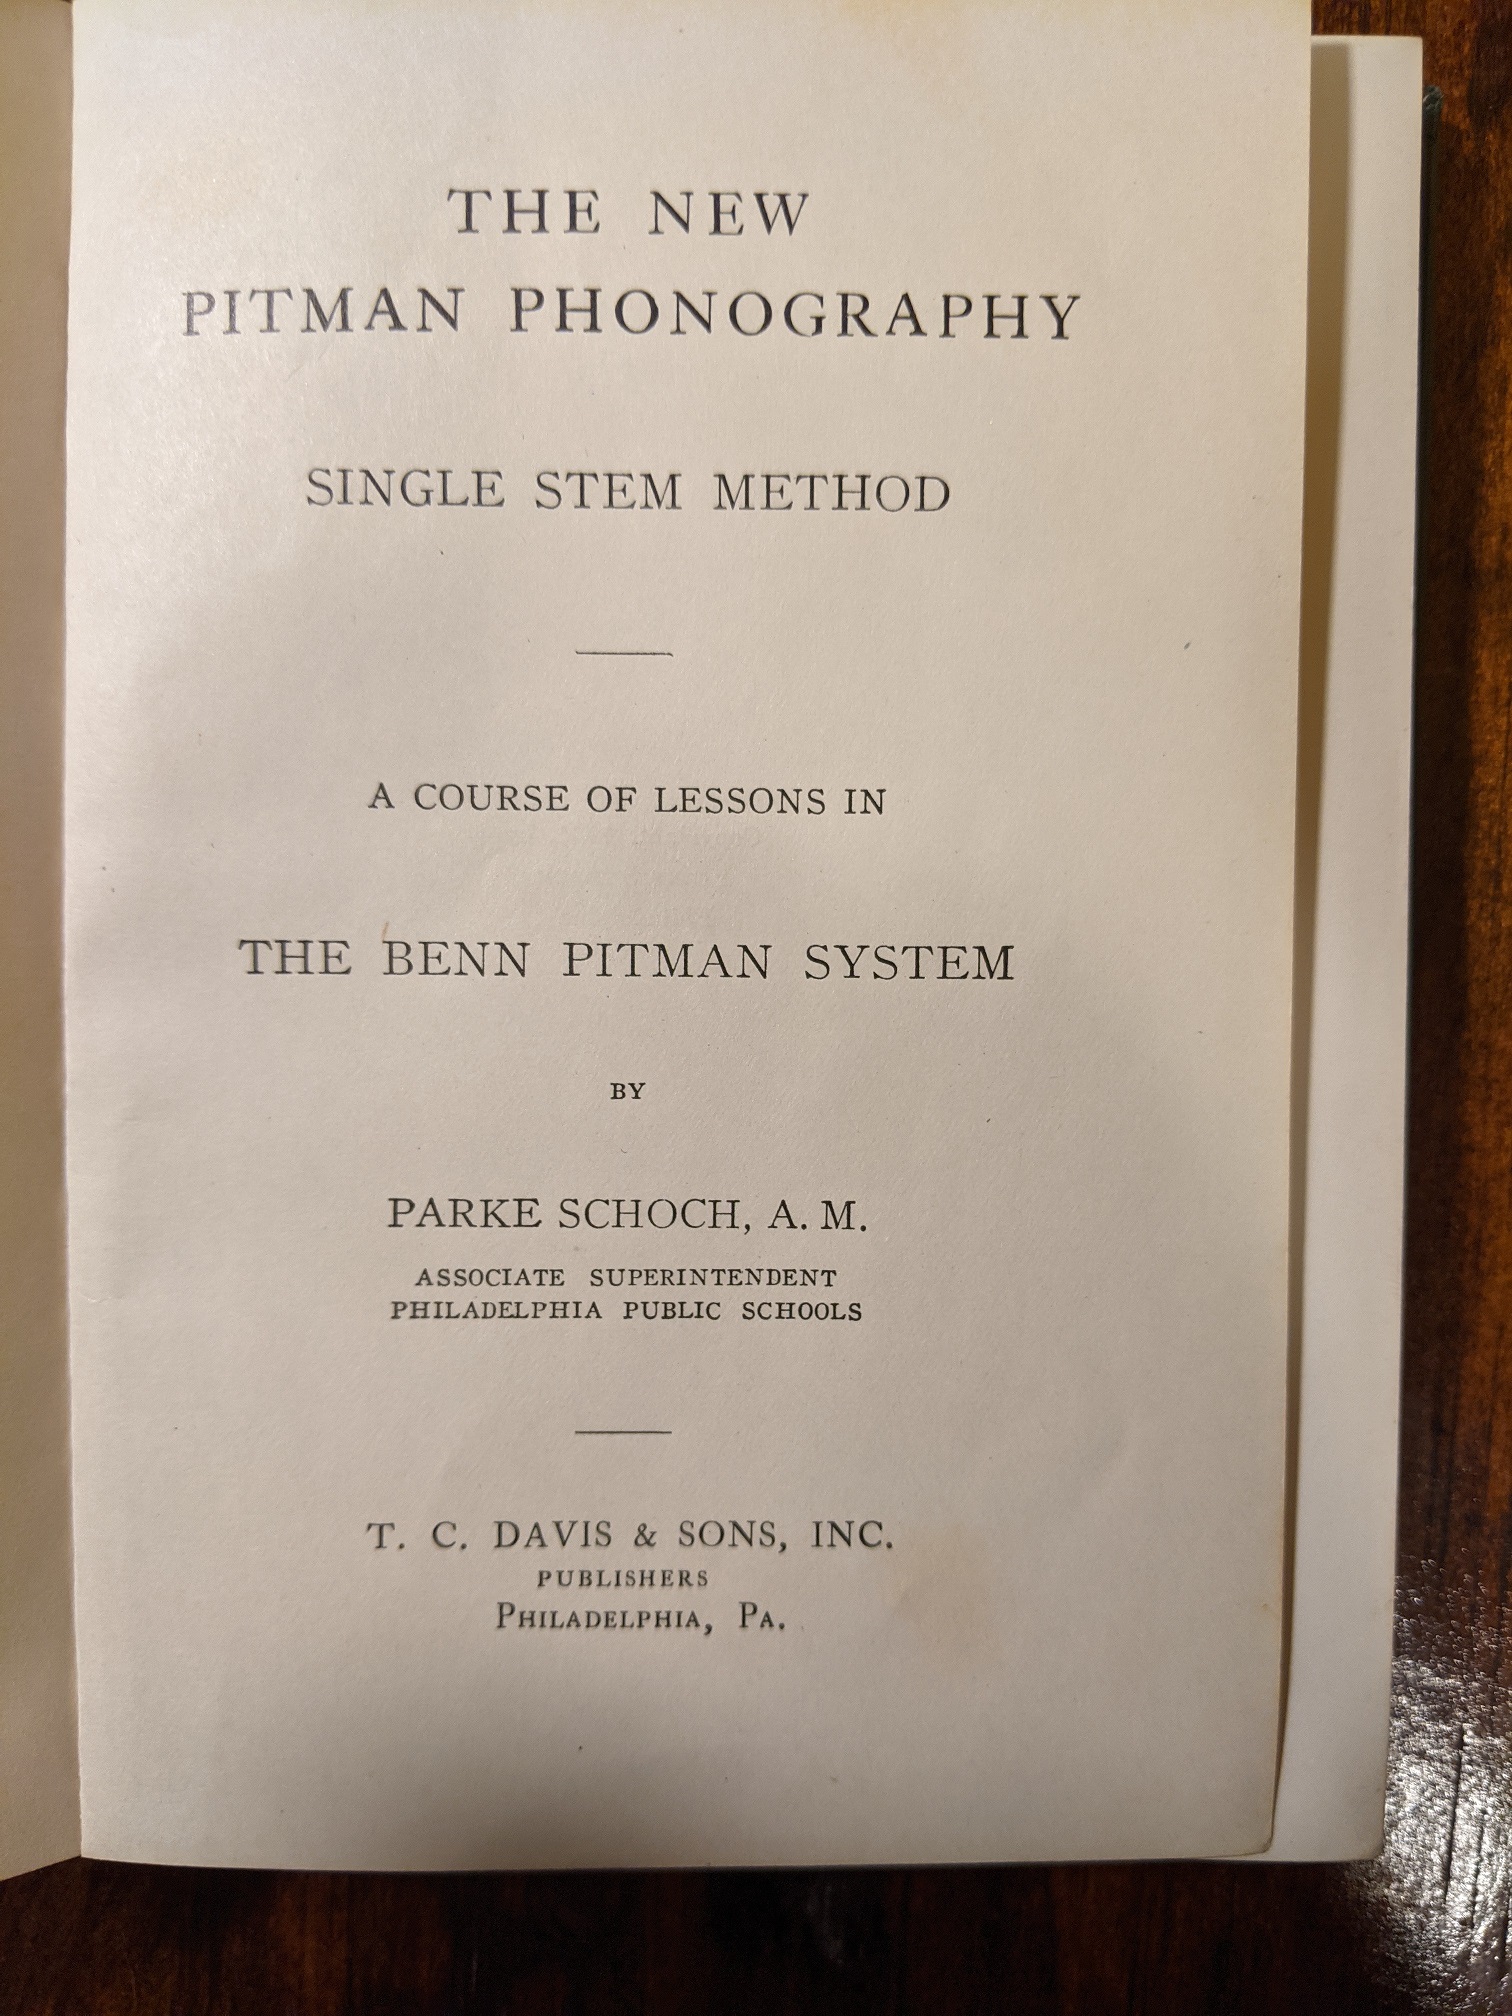 THE NEW
PITMAN PHONOGRAPHY
SINGLE STEM METHOD
A COURSE OF LESSONS IN
THE BENN PITMAN SYSTEM
BY
PARKE SCHOCH, A. M.
ASSOCIATE SUPERINTENDENT
PHILADELPHIA PUBLIC SCHOOLS
T. C. DAVIS & SONS, INC.
PUBLISHERS
PHILADELPHIA, PA.